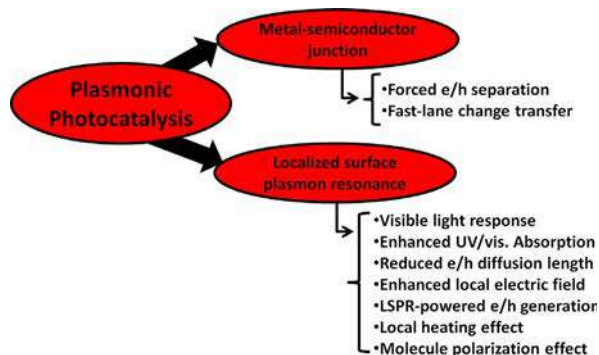 Metal-semiconductor
junction
Plasmonic
Photocatalysis
•Forced e/h separation
•Fast-lane change transfer
Localized surface
plasmon resonance
•Visible light response
•Enhanced UV/vis. Absorption
•Reduced e/h diffusion length
•Enhanced local electric field
•LSPR-powered e/h generation
•Local heating effect
•Molecule polarization effect